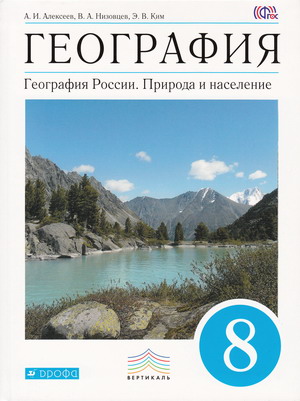 А. И. Алексеев, В. А. Низовцев, Э. В. Ким
ФГОС
ГЕОГРАФИЯ
География России. Природа и население
8
дрофа
ВЕРТИКАЛЬ